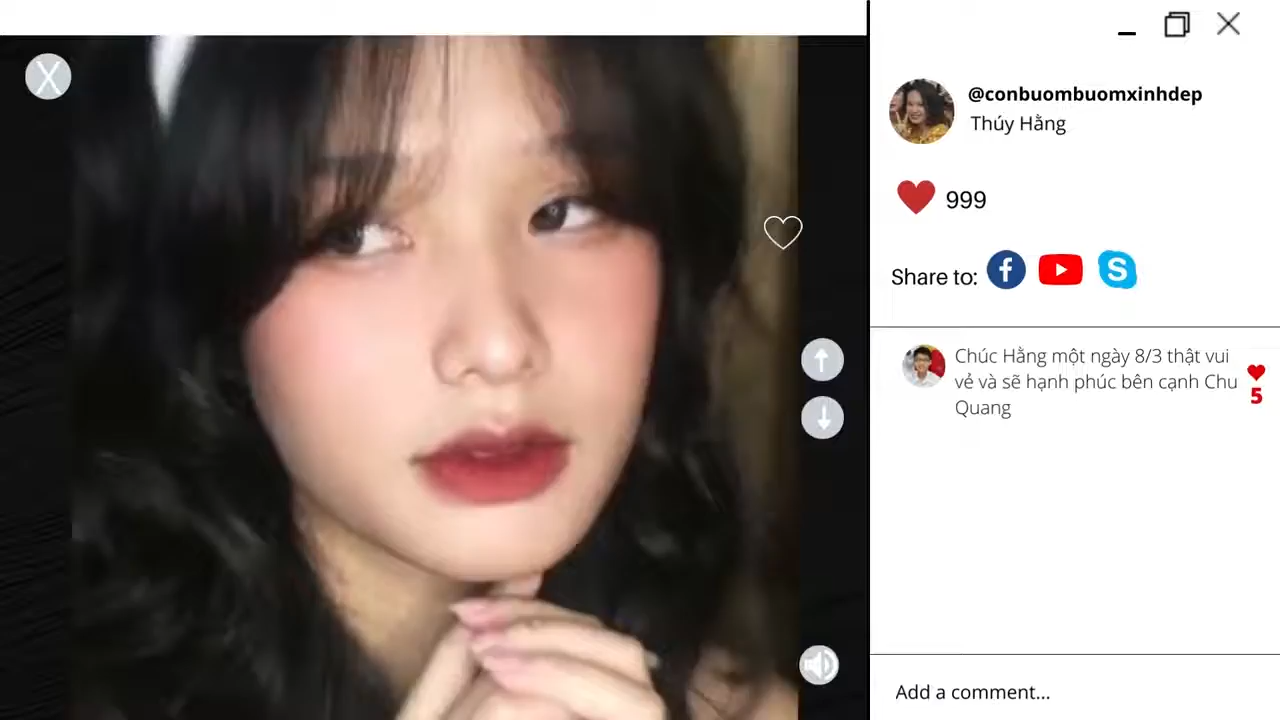 X
@conbuombuomxinhdep
Thúy Hằng
999
Share to:
Chúc Hằng một ngày 8/3 thật vui
vẻ và sẽ hạnh phúc bên cạnh Chu
Quang
5
Add a comment...